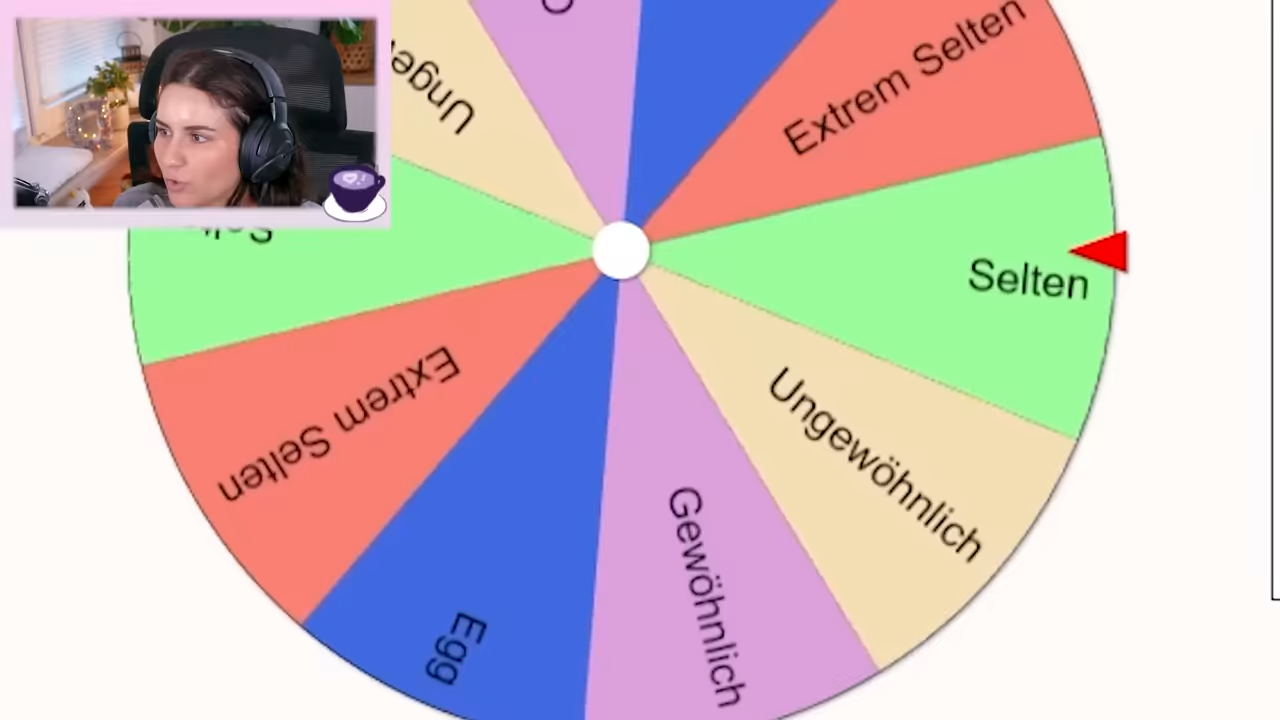 Extrem Selten
Selten
Ungewöhnlich
Gewöhnlich
Egg
Extrem Selten